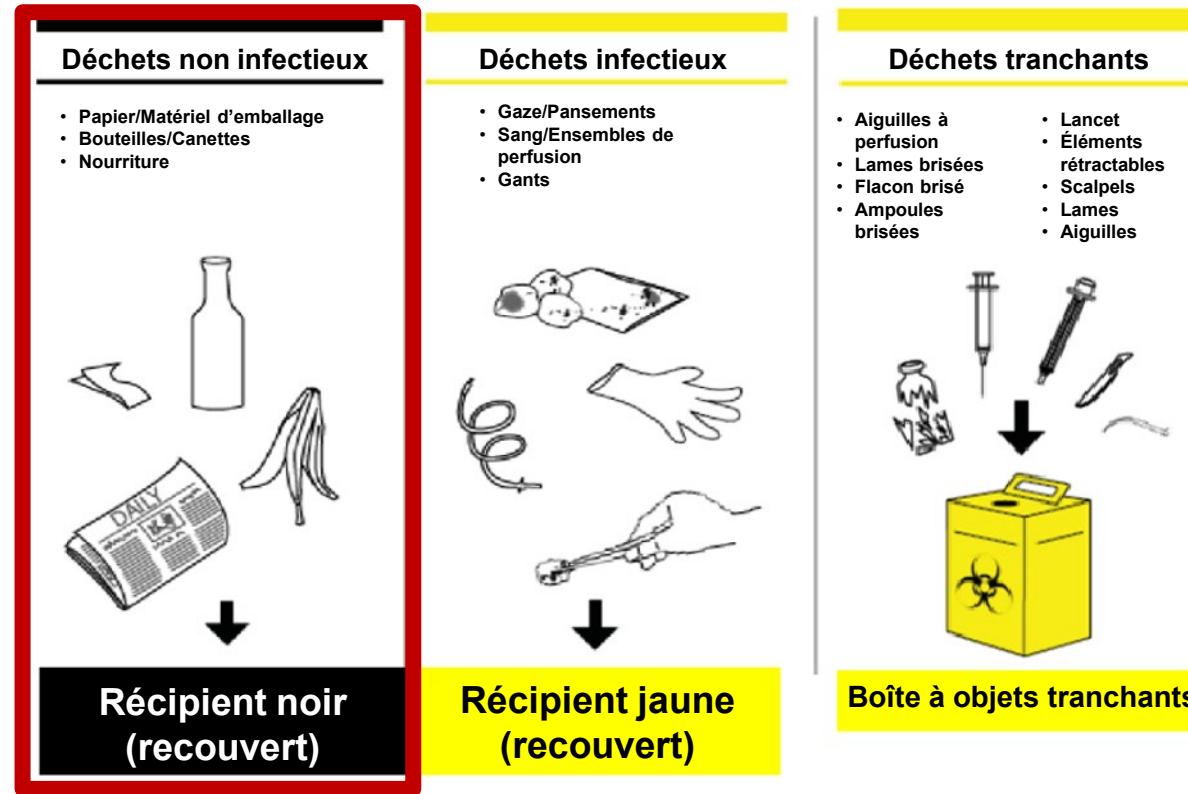 Déchets non infectieux
• Papier/Matériel d’emballage
• Bouteilles/Canettes
• Nourriture
DAILY
Récipient noir
(recouvert)
Déchets infectieux
• Gaze/Pansements
• Sang/Ensembles de
perfusion
• Gants
Récipient jaune
(recouvert)
Déchets tranchants
• Aiguilles à
perfusion
• Lames brisées
• Flacon brisé
• Ampoules
brisées
• Lancet
• Éléments
rétractables
• Scalpels
• Lames
• Aiguilles
Boîte à objets tranchants